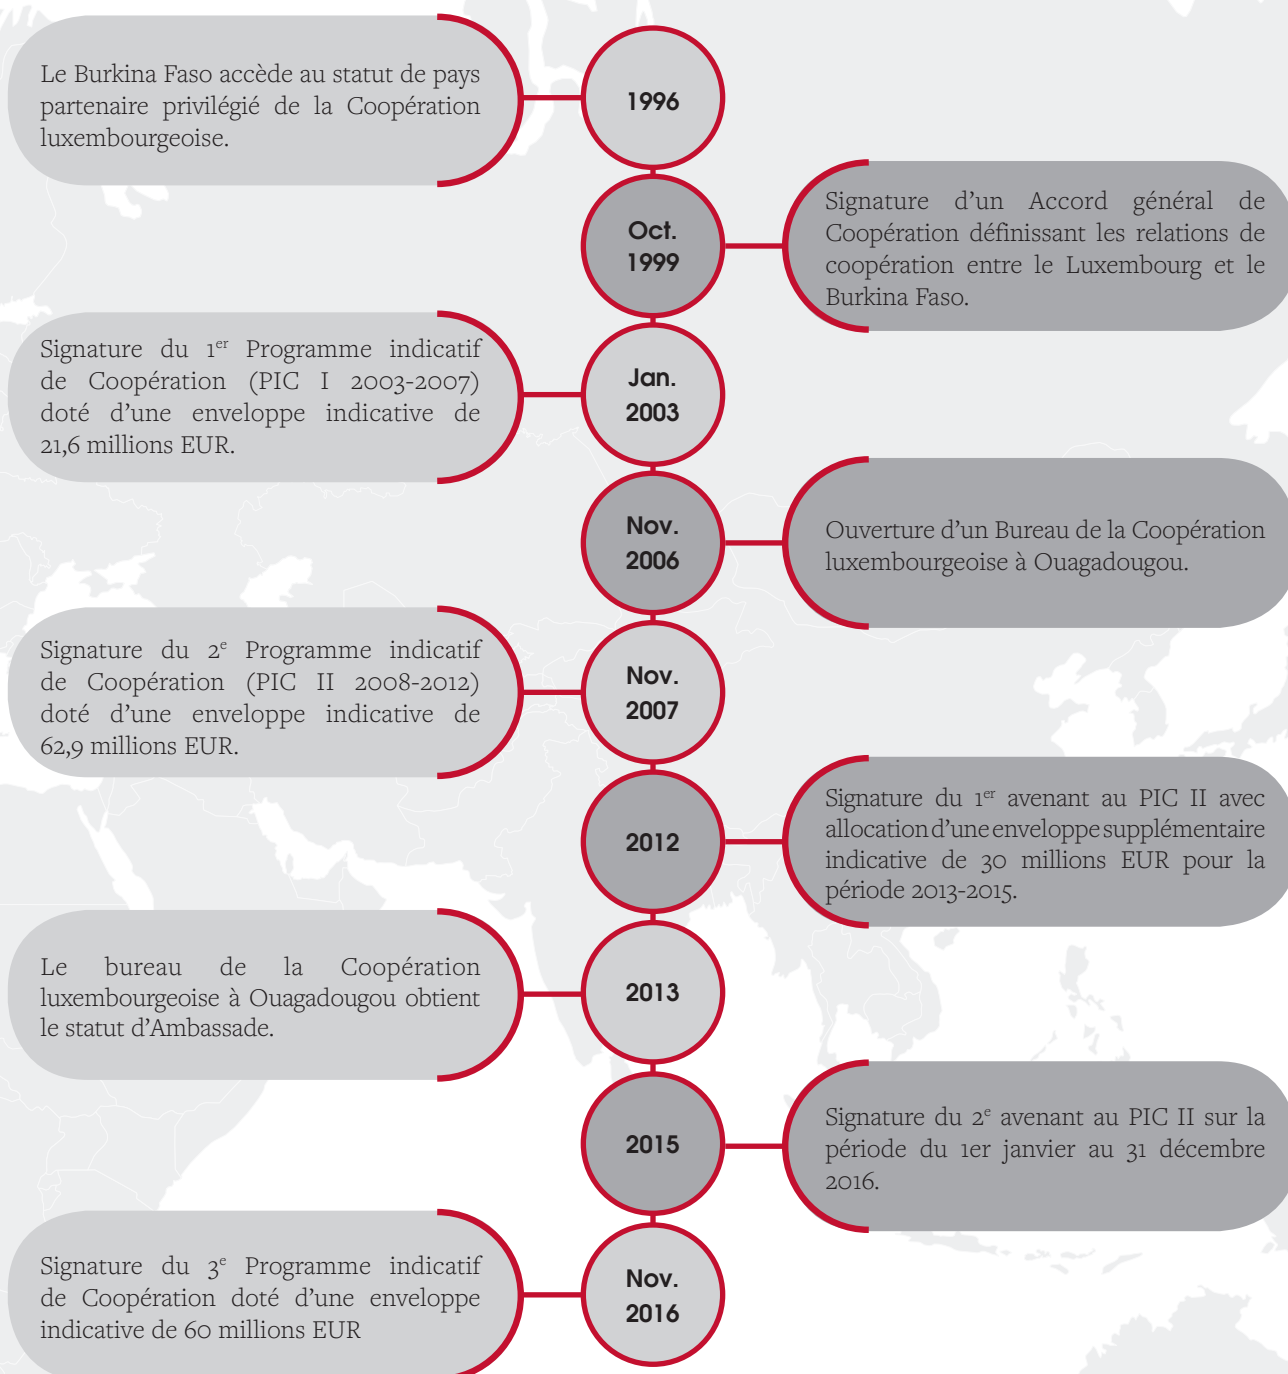 Le Burkina Faso accède au statut de pays
partenaire privilégié de la Coopération
luxembourgeoise.
1996
Oct.
1999
Signature d'un Accord général de
Coopération définissant les relations de
coopération entre le Luxembourg et le
Burkina Faso.
Signature du 1er Programme indicatif
de Coopération (PIC I 2003-2007)
doté d'une enveloppe indicative de
21,6 millions EUR.
Jan.
2003
Nov.
2006
Ouverture d'un Bureau de la Coopération
luxembourgeoise à Ouagadougou.
Signature du 2e Programme indicatif
de Coopération (PIC II 2008-2012)
doté d'une enveloppe indicative de
62,9 millions EUR.
Nov.
2007
2012
Signature du 1er avenant au PIC II avec
allocation d'une enveloppe supplémentaire
indicative de 30 millions EUR pour la
période 2013-2015.
Le bureau de la Coopération
luxembourgeoise à Ouagadougou obtient
le statut d'Ambassade.
2013
2015
Signature du 2e avenant au PIC II sur la
période du 1er janvier au 31 décembre
2016.
Signature du 3e Programme indicatif
de Coopération doté d'une enveloppe
indicative de 60 millions EUR
Nov.
2016